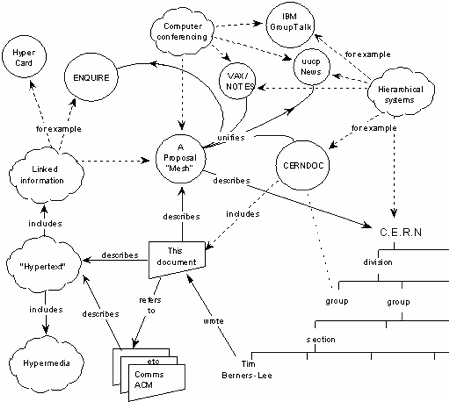 Computer
conferencing
IBM
GroupTalk
for example
Hyper
Card
ENQUIRE
VAX/
NOTES
uucp
News
Hierarchical
systems
for example
unifies
for example
A
Proposal
"Mesh"
CERNDOC
Linked
information
describes
C.E.R.N
includes
describes
includes
division
This
document
describes
"Hypertext"
includes
refers
to
describes
wrote
group
group
section
Hypermedia
etc
Comms
ACM
Tim
Berners-Lee